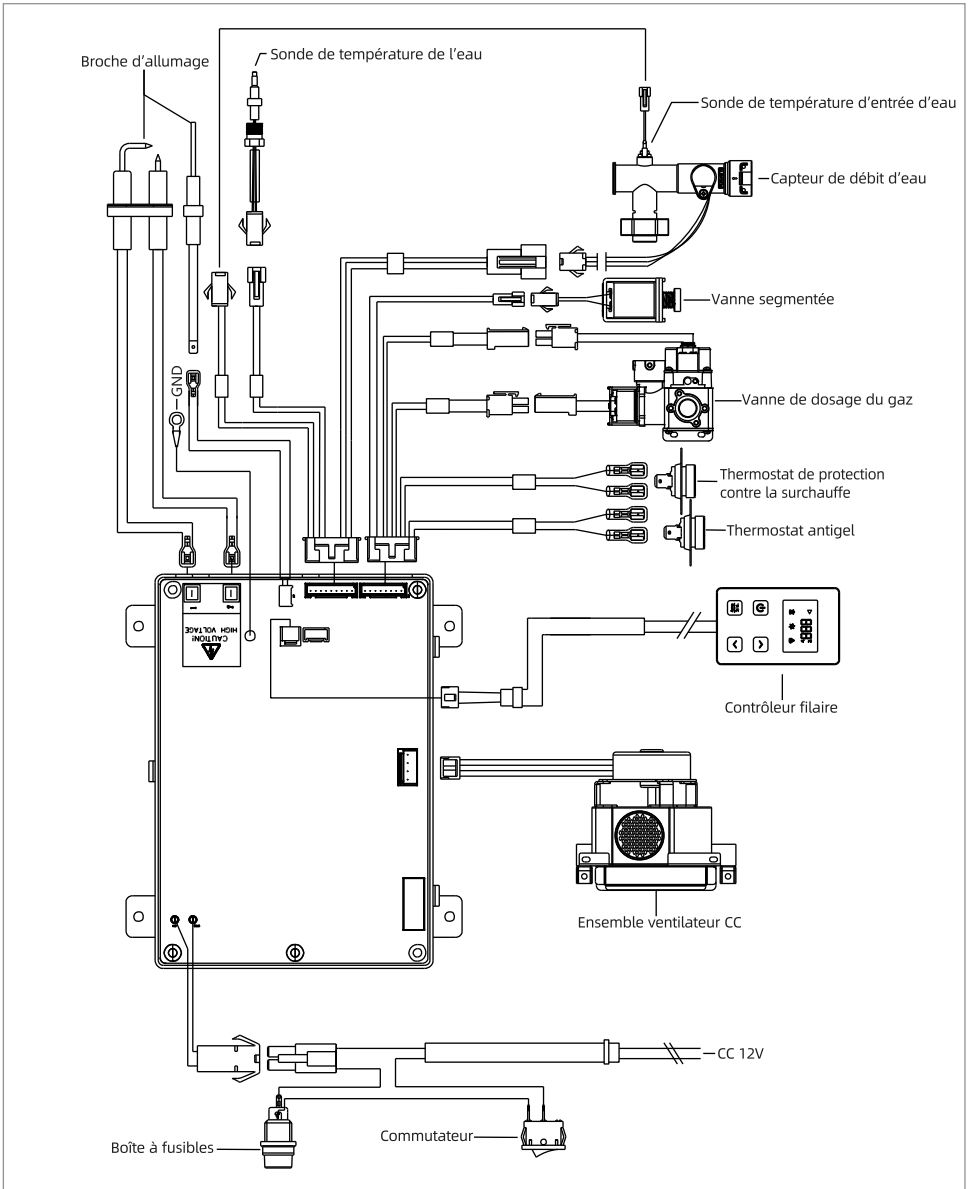 Broche d'allumage
Sonde de température de l'eau
Sonde de température d'entrée d'eau
Capteur de débit d'eau
Vanne segmentée
GND
Vanne de dosage du gaz
Thermostat de protection
contre la surchauffe
Thermostat antigel
CAUTION!
HIGH VOLTAGE
Contrôleur filaire
Ensemble ventilateur CC
CC 12V
Commutateur
Boîte à fusibles